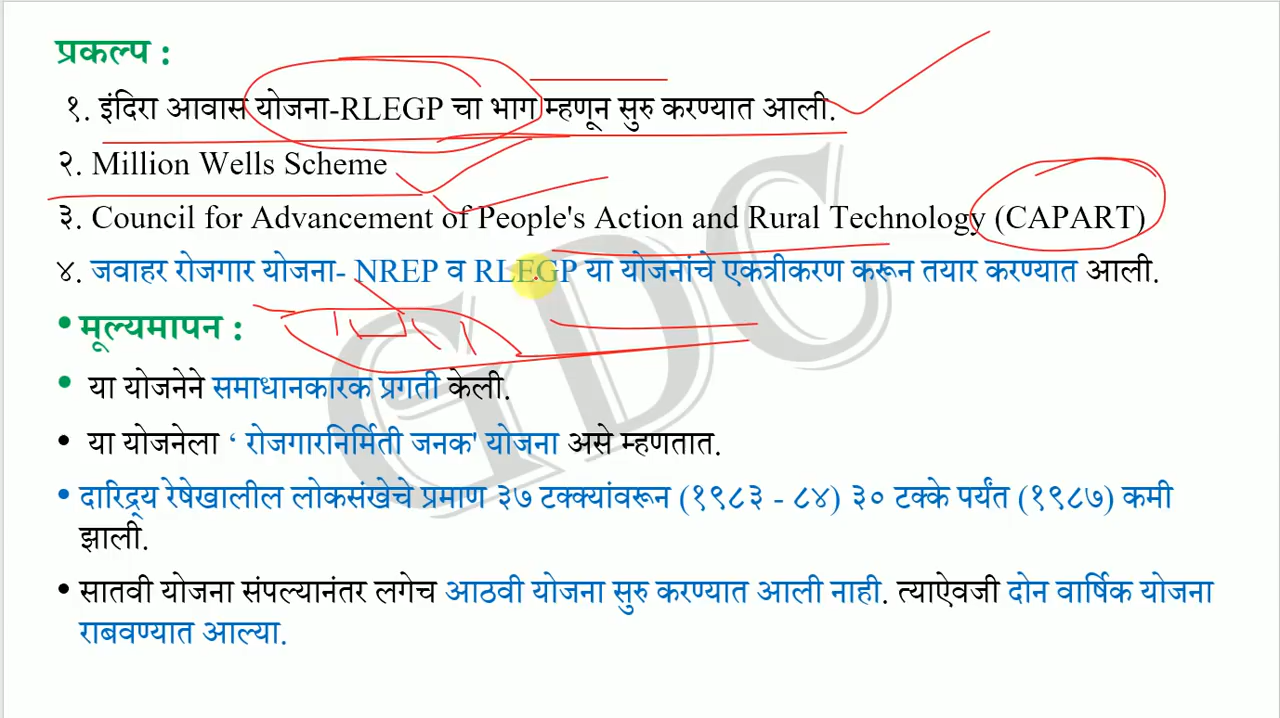 प्रकल्प :
१. इंदिरा आवास योजना-RLEGP चा भाग म्हणून सुरु करण्यात आली.
२. Million Wells Scheme
३. Council for Advancement of People's Action and Rural Technology (CAPART)
४. जवाहर रोजगार योजना- NREP व RLEGP या योजनांचे एकत्रीकरण करून तयार करण्यात आली.
• मूल्यमापन :
• या योजनेने समाधानकारक प्रगती केली.
• या योजनेला ‘ रोजगारनिर्मिती जनक' योजना असे म्हणतात.
• दारिद्र्य रेषेखालील लोकसंखेचे प्रमाण ३७ टक्क्यांवरून (१९८३ - ८४) ३० टक्के पर्यंत (१९८७) कमी
झाली.
• सातवी योजना संपल्यानंतर लगेच आठवी योजना सुरु करण्यात आली नाही. त्याऐवजी दोन वार्षिक योजना
राबवण्यात आल्या.
GDC